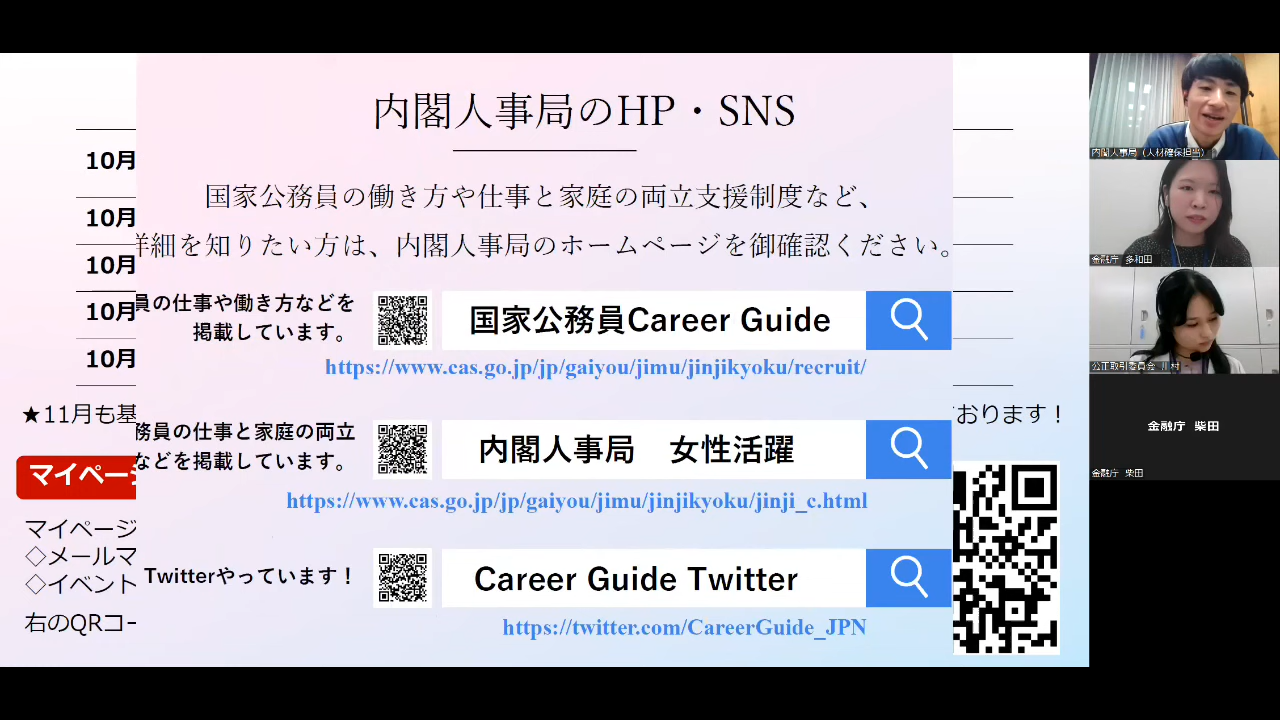 内閣人事局のHP・SNS
国家公務員の働き方や仕事と家庭の両立支援制度など、
詳細を知りたい方は、内閣人事局のホームページを御確認ください。
員の仕事や働き方などを
掲載しています。
国家公務員Career Guide
https://www.cas.go.jp/jp/gaiyou/jimu/jinjikyoku/recruit/
務員の仕事と家庭の両立
などを掲載しています。
内閣人事局 女性活躍
https://www.cas.go.jp/jp/gaiyou/jimu/jinjikyoku/jinji_c.html
Twitterやっています！
Career Guide Twitter
https://twitter.com/CareerGuide_JPN
10月
10月
10月
10月
10月
★11月も基
おります！
マイページ
マイページ
◇メールマ
◇イベント
右のQRコー
内閣人事局（人材確保担当）
金融庁 多和田
公正取引委員会 川村
金融庁 柴田
金融庁 柴田